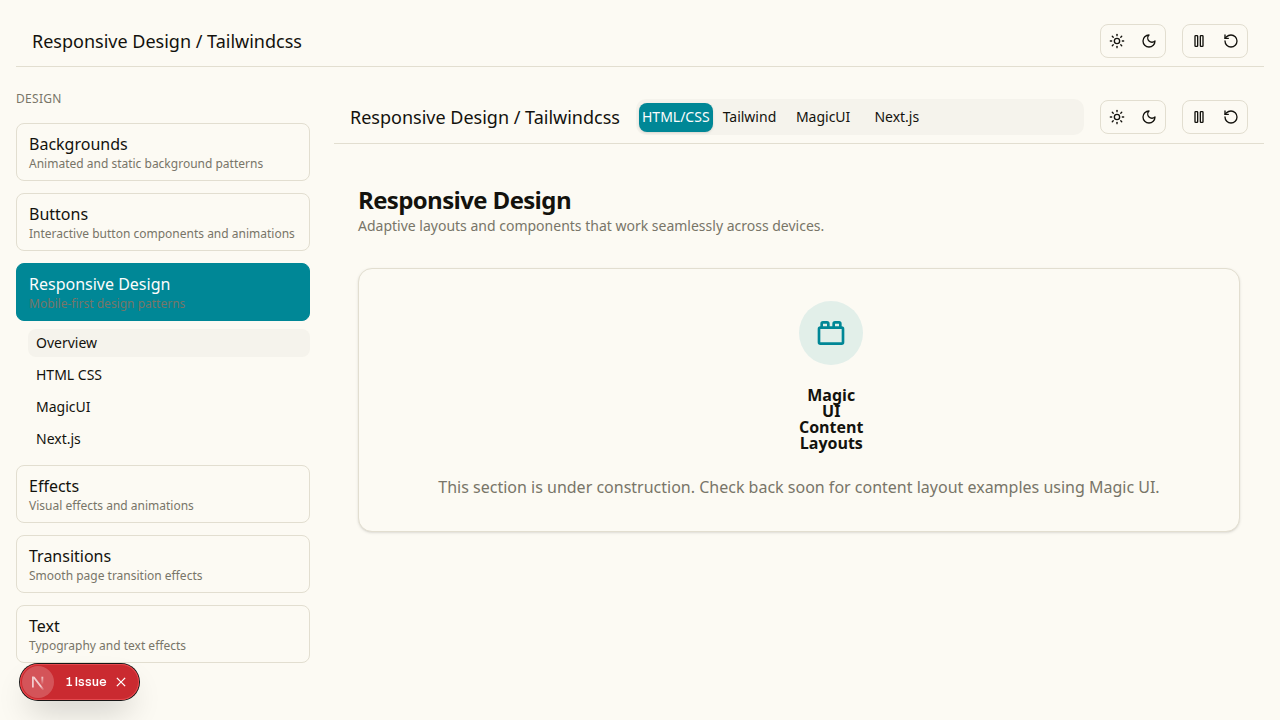 Responsive Design / Tailwindcss
DESIGN
Backgrounds
Animated and static background patterns
Buttons
Interactive button components and animations
Responsive Design
Mobile-first design patterns
Overview
HTML CSS
MagicUI
Next.js
Effects
Visual effects and animations
Transitions
Smooth page transition effects
Text
Typography and text effects
1 Issue
Responsive Design / Tailwindcss
HTML/CSS Tailwind MagicUI Next.js
Responsive Design
Adaptive layouts and components that work seamlessly across devices.
Magic
UI
Content
Layouts
This section is under construction. Check back soon for content layout examples using Magic UI.